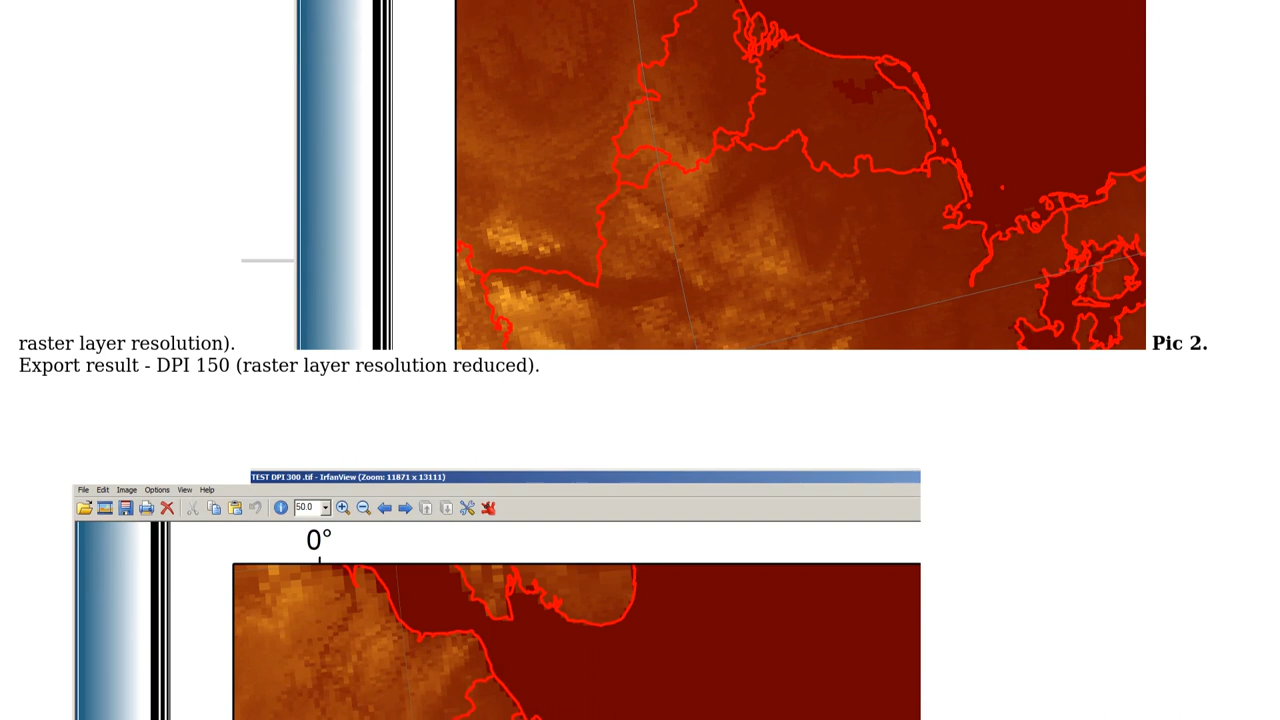 raster layer resolution).
Pic 2.
Export result - DPI 150 (raster layer resolution reduced).
TEST DPI 300 .tif - IrfanView (Zoom: 11871 x 13111)
File Edit Image Options View Help
50.0
0°